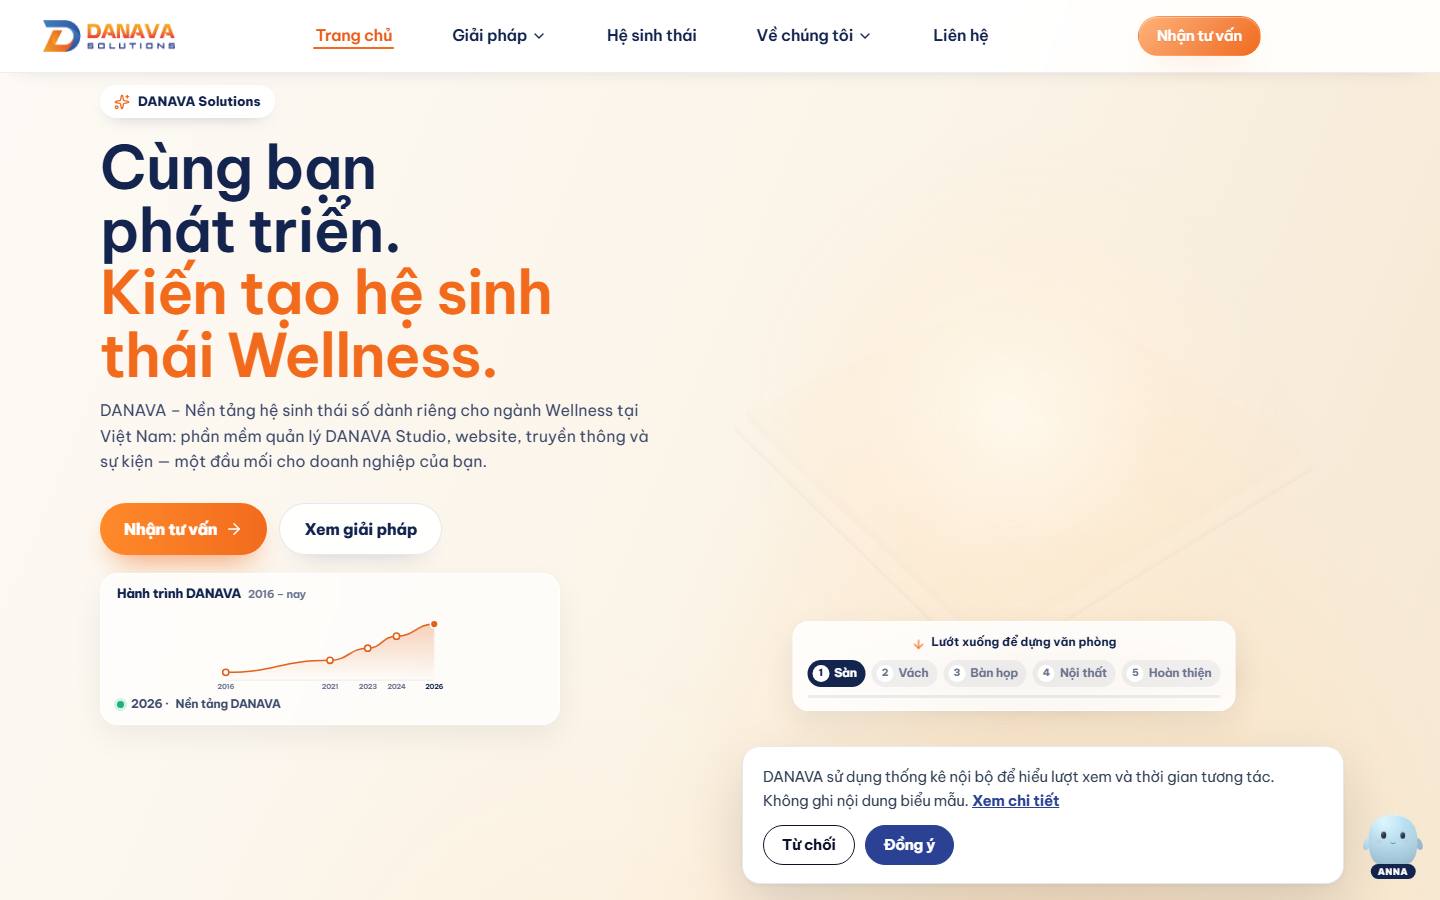 DANAVA
SOLUTIONS
Trang chủ
Giải pháp
Hệ sinh thái
Về chúng tôi
Liên hệ
Nhận tư vấn
DANAVA Solutions
Cùng bạn
phát triển.
Kiến tạo hệ sinh
thái Wellness.
DANAVA – Nền tảng hệ sinh thái số dành riêng cho ngành Wellness tại
Việt Nam: phần mềm quản lý DANAVA Studio, website, truyền thông và
sự kiện — một đầu mối cho doanh nghiệp của bạn.
Nhận tư vấn
Xem giải pháp
Hành trình DANAVA 2016 – nay
2016 2021 2023 2024 2026
2026 · Nền tảng DANAVA
Lướt xuống để dựng văn phòng
1 Sàn
2 Vách
3 Bàn họp
4 Nội thất
5 Hoàn thiện
DANAVA sử dụng thống kê nội bộ để hiểu lượt xem và thời gian tương tác.
Không ghi nội dung biểu mẫu. Xem chi tiết
Từ chối
Đồng ý
ANNA